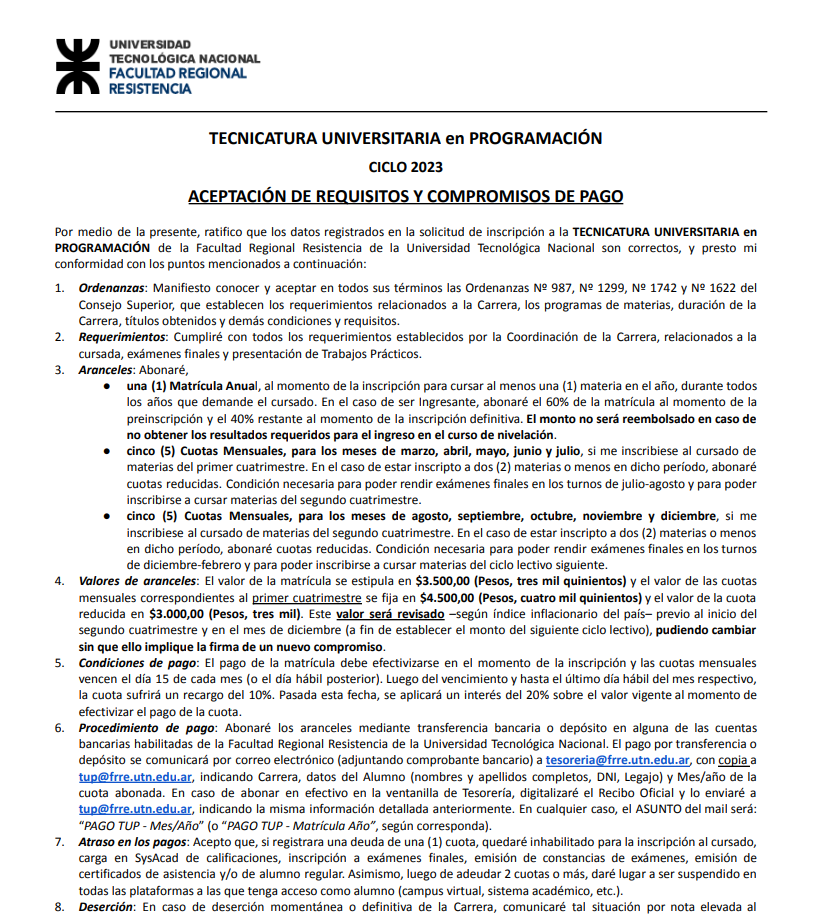 UNIVERSIDAD
TECNOLÓGICA NACIONAL
FACULTAD REGIONAL
RESISTENCIA
TECNICATURA UNIVERSITARIA en PROGRAMACIÓN
CICLO 2023
ACEPTACIÓN DE REQUISITOS Y COMPROMISOS DE PAGO
Por medio de la presente, ratifico que los datos registrados en la solicitud de inscripción a la TECNICATURA UNIVERSITARIA en
PROGRAMACIÓN de la Facultad Regional Resistencia de la Universidad Tecnológica Nacional son correctos, y presto mi
conformidad con los puntos mencionados a continuación:
1. Ordenanzas: Manifiesto conocer y aceptar en todos sus términos las Ordenanzas Nº 987, Nº 1299, Nº 1742 y Nº 1622 del
Consejo Superior, que establecen los requerimientos relacionados a la Carrera, los programas de materias, duración de la
Carrera, títulos obtenidos y demás condiciones y requisitos.
2. Requerimientos: Cumpliré con todos los requerimientos establecidos por la Coordinación de la Carrera, relacionados a la
cursada, exámenes finales y presentación de Trabajos Prácticos.
3. Aranceles: Abonaré,
● una (1) Matrícula Anual, al momento de la inscripción para cursar al menos una (1) materia en el año, durante todos
los años que demande el cursado. En el caso de ser Ingresante, abonaré el 60% de la matrícula al momento de la
preinscripción y el 40% restante al momento de la inscripción definitiva. El monto no será reembolsado en caso de
no obtener los resultados requeridos para el ingreso en el curso de nivelación.
● cinco (5) Cuotas Mensuales, para los meses de marzo, abril, mayo, junio y julio, si me inscribiese al cursado de
materias del primer cuatrimestre. En el caso de estar inscripto a dos (2) materias o menos en dicho período, abonaré
cuotas reducidas. Condición necesaria para poder rendir exámenes finales en los turnos de julio-agosto y para poder
inscribirse a cursar materias del segundo cuatrimestre.
● cinco (5) Cuotas Mensuales, para los meses de agosto, septiembre, octubre, noviembre y diciembre, si me
inscribiese al cursado de materias del segundo cuatrimestre. En el caso de estar inscripto a dos (2) materias o menos
en dicho período, abonaré cuotas reducidas. Condición necesaria para poder rendir exámenes finales en los turnos
de diciembre-febrero y para poder inscribirse a cursar materias del ciclo lectivo siguiente.
4. Valores de aranceles: El valor de la matrícula se estipula en $3.500,00 (Pesos, tres mil quinientos) y el valor de las cuotas
mensuales correspondientes al primer cuatrimestre se fija en $4.500,00 (Pesos, cuatro mil quinientos) y el valor de la cuota
reducida en $3.000,00 (Pesos, tres mil). Este valor será revisado –según índice inflacionario del país– previo al inicio del
segundo cuatrimestre y en el mes de diciembre (a fin de establecer el monto del siguiente ciclo lectivo), pudiendo cambiar
sin que ello implique la firma de un nuevo compromiso.
5. Condiciones de pago: El pago de la matrícula debe efectivizarse en el momento de la inscripción y las cuotas mensuales
vencen el día 15 de cada mes (o el día hábil posterior). Luego del vencimiento y hasta el último día hábil del mes respectivo,
la cuota sufrirá un recargo del 10%. Pasada esta fecha, se aplicará un interés del 20% sobre el valor vigente al momento de
efectivizar el pago de la cuota.
6. Procedimiento de pago: Abonaré los aranceles mediante transferencia bancaria o depósito en alguna de las cuentas
bancarias habilitadas de la Facultad Regional Resistencia de la Universidad Tecnológica Nacional. El pago por transferencia o
depósito se comunicará por correo electrónico (adjuntando comprobante bancario) a tesoreria@frre.utn.edu.ar, con copia a
tup@frre.utn.edu.ar, indicando Carrera, datos del Alumno (nombres y apellidos completos, DNI, Legajo) y Mes/año de la
cuota abonada. En caso de abonar en efectivo en la ventanilla de Tesorería, digitalizaré el Recibo Oficial y lo enviaré a
tup@frre.utn.edu.ar, indicando la misma información detallada anteriormente. En cualquier caso, el ASUNTO del mail será:
“PAGO TUP - Mes/Año” (o “PAGO TUP - Matrícula Año”, según corresponda).
7. Atraso en los pagos: Acepto que, si registrara una deuda de una (1) cuota, quedaré inhabilitado para la inscripción al cursado,
carga en SysAcad de calificaciones, inscripción a exámenes finales, emisión de constancias de exámenes, emisión de
certificados de asistencia y/o de alumno regular. Asimismo, luego de adeudar 2 cuotas o más, daré lugar a ser suspendido en
todas las plataformas a las que tenga acceso como alumno (campus virtual, sistema académico, etc.).
8. Deserción: En caso de deserción momentánea o definitiva de la Carrera, comunicaré tal situación por nota elevada al